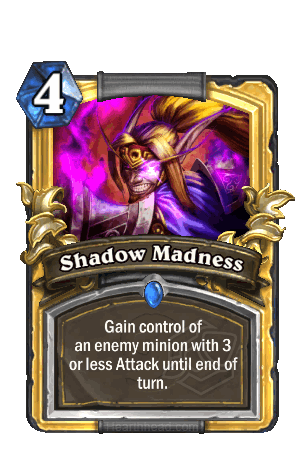 4
Shadow Madness
Gain control of
an enemy minion with 3
or less Attack until end of
turn.